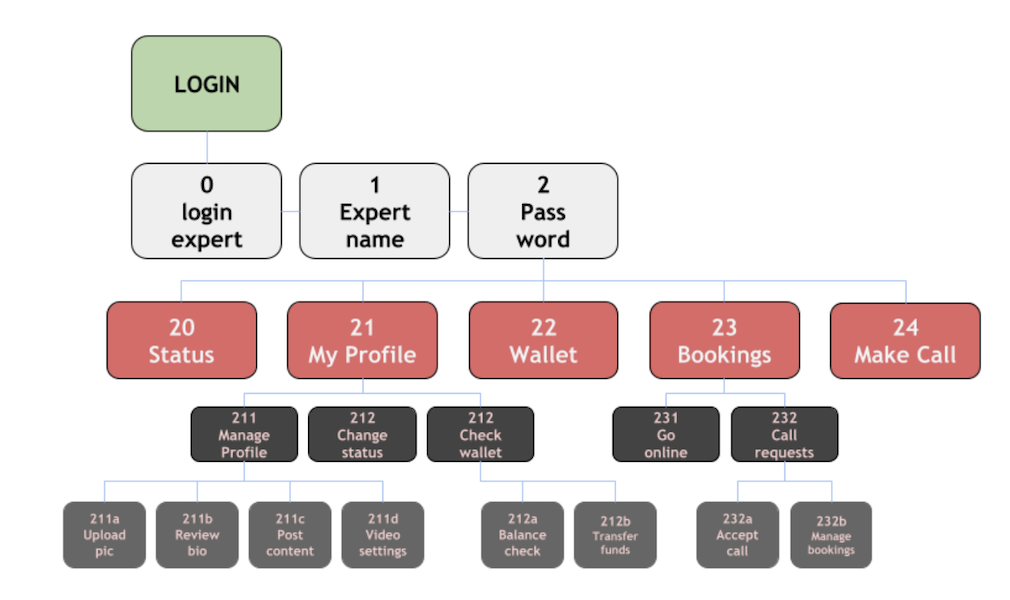 LOGIN
0
login
expert
1
Expert
name
2
Pass
word
20
Status
21
My Profile
22
Wallet
23
Bookings
24
Make Call
211
Manage
Profile
212
Change
status
212
Check
wallet
231
Go
online
232
Call
requests
211a
Upload
pic
211b
Review
bio
211c
Post
content
211d
Video
settings
212a
Balance
check
212b
Transfer
funds
232a
Accept
call
232b
Manage
bookings